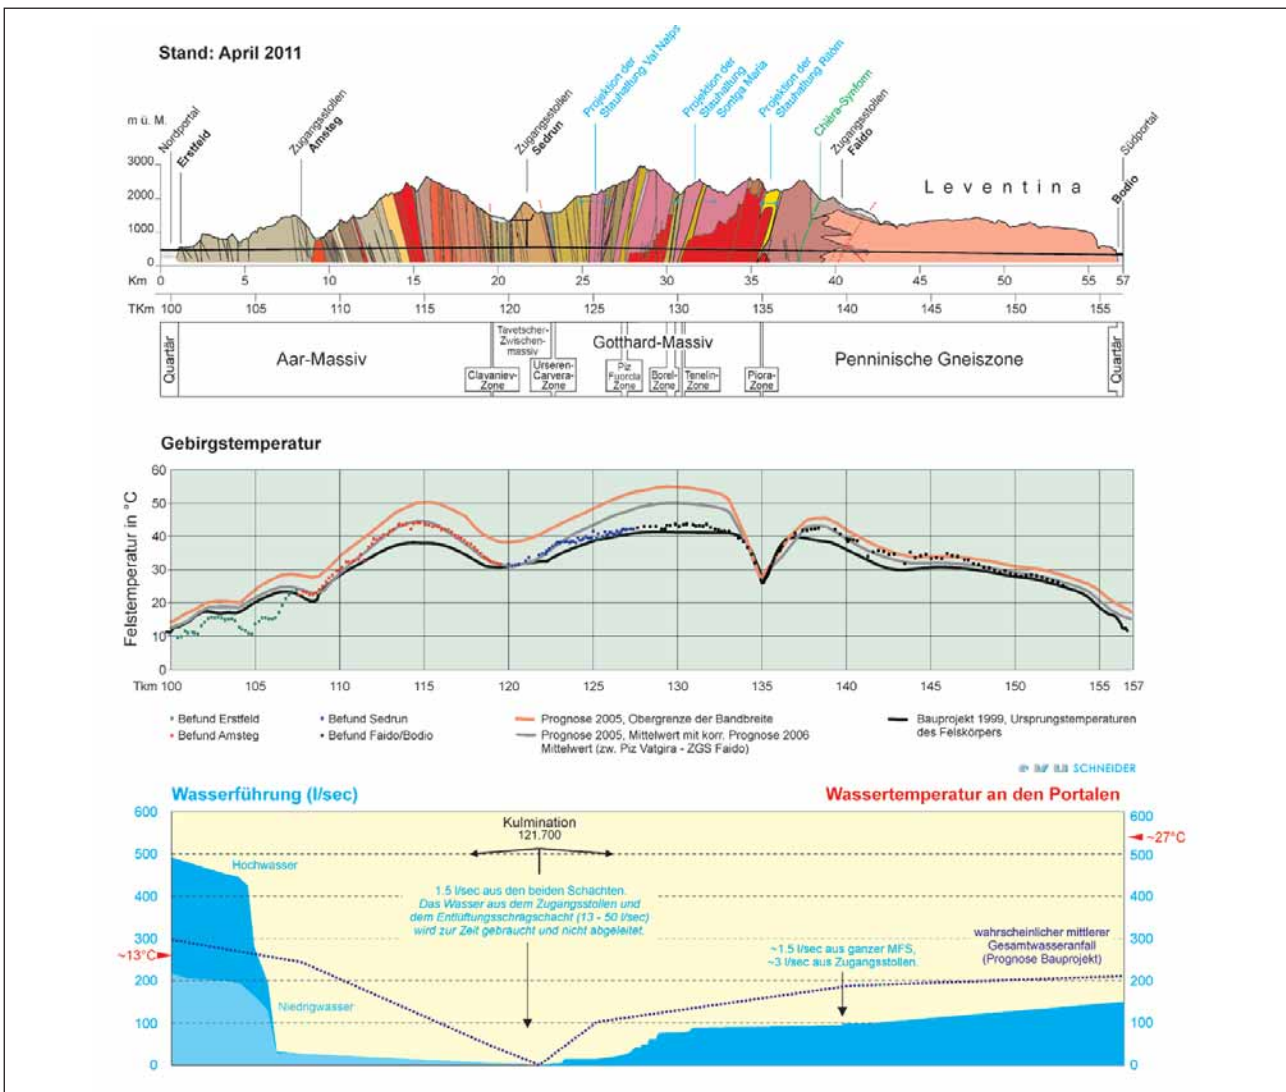 Stand: April 2011
Nordportal
Erstfeld
Zugangsstollen
Amsteg
Zugangsstollen
Sedrun
Projektion der
Stauhaltung Val Nalps
Projektion der
Stauhaltung
Sontga Maria
Projektion der
Stauhaltung Ritóm
Chièra-Synform
Zugangsstollen
Faido
Südportal
Bodio
m ü. M.
3000
2000
1000
0
Leventina
Km 0 5 10 15 20 25 30 35 40 45 50 55 57
TKm 100 105 110 115 120 125 130 135 140 145 150 155
Quartär
Aar-Massiv
Clavaniev-
Zone
Tavetscher-
Zwischen-
massiv
Urseren-
Garvera-
Zone
Gotthard-Massiv
Piz
Fuorcla
Zone
Borel-
Zone
Tenelin-
Zone
Piora-
Zone
Penninische Gneiszone
Quartär
Gebirgstemperatur
Felstemperatur in °C
60
50
40
30
20
10
0
Tkm 100 105 110 115 120 125 130 135 140 145 150 155 157
Befund Erstfeld
Befund Amsteg
Befund Sedrun
Befund Faido/Bodio
Prognose 2005, Obergrenze der Bandbreite
Prognose 2005, Mittelwert mit korr. Prognose 2006
Mittelwert (zw. Piz Vatgira - ZGS Faido)
Bauprojekt 1999, Ursprungstemperaturen
des Felskörpers
SCHNEIDER
Wasserführung (l/sec)
Wassertemperatur an den Portalen
600
500
400
300
~13°C
200
100
0
Hochwasser
Niedrigwasser
Kulmination
121.700
1.5 l/sec aus den beiden Schächten.
Das Wasser aus dem Zugangsstollen und
dem Entlüftungsschrägschacht (13 - 50 l/sec)
wird zur Zeit gebraucht und nicht abgeleitet.
~1.5 l/sec aus ganzer MFS,
~3 l/sec aus Zugangsstollen.
wahrscheinlicher mittlerer
Gesamtwasseranfall
(Prognose Bauprojekt)
600
~27°C
500
400
300
200
100
0